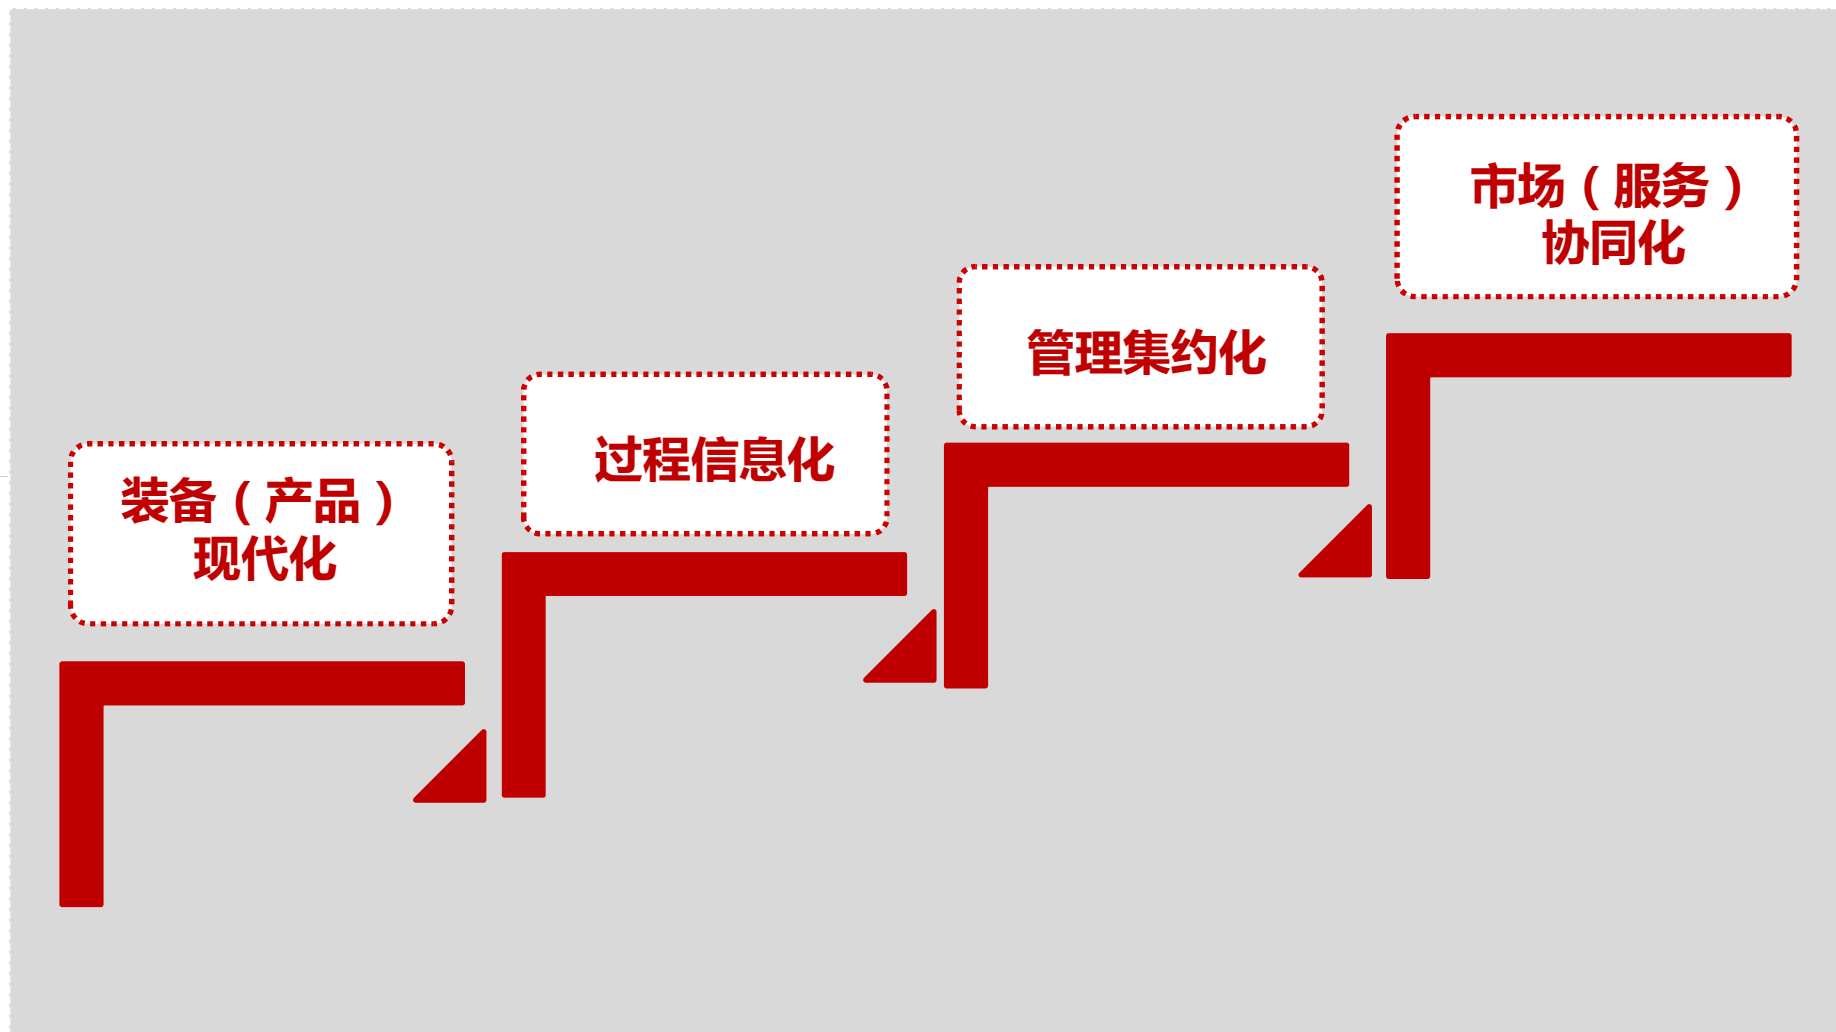 装备（产品）
现代化
过程信息化
管理集约化
市场（服务）
协同化